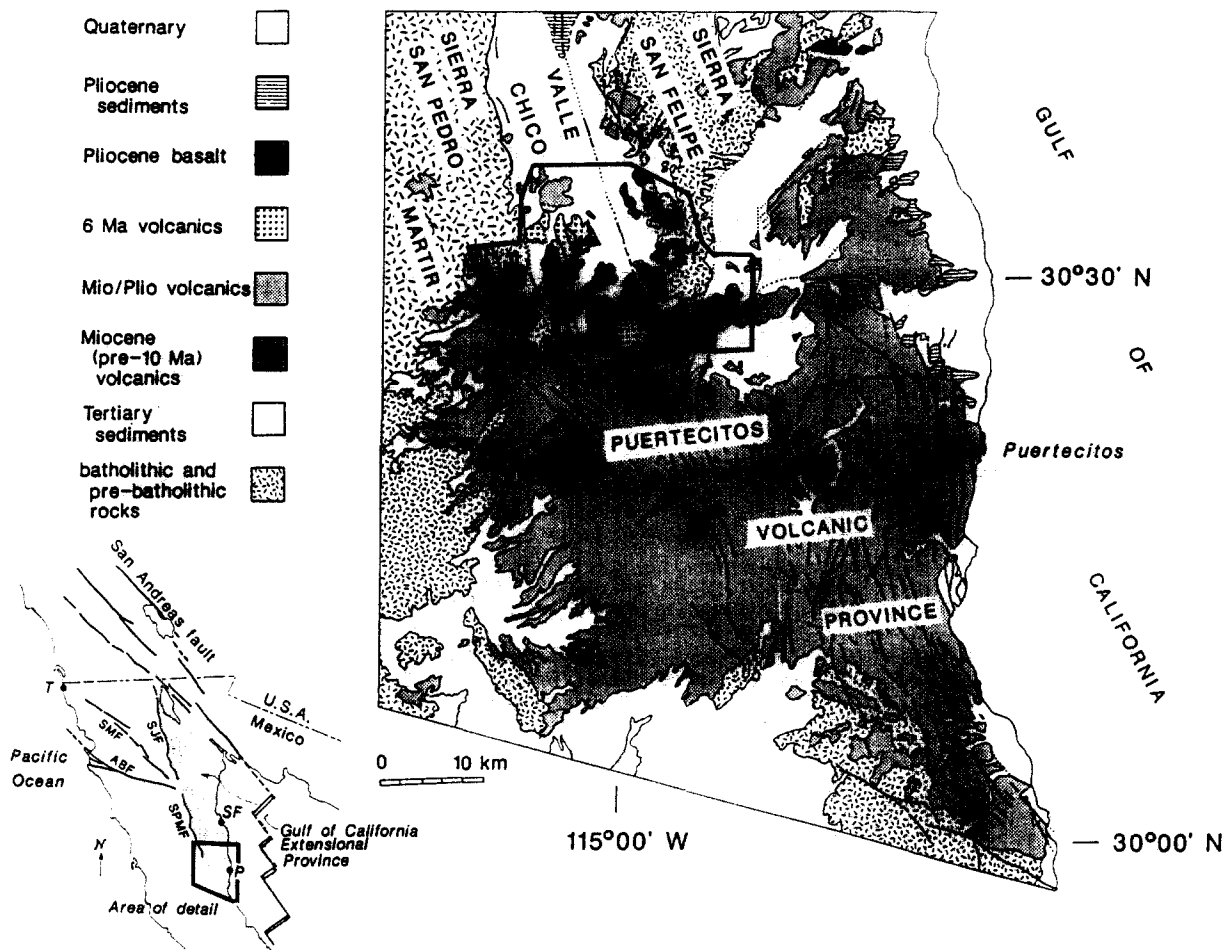 Quaternary
Pliocene
sediments
Pliocene basalt
6 Ma volcanics
Mio/Plio volcanics
Miocene
(pre-10 Ma)
volcanics
Tertiary
sediments
batholithic and
pre-batholithic
rocks
SIERRA
SAN PEDRO
MARTIR
VALLE
CHICO
SIERRA
SAN FELIPE
GULF
OF
CALIFORNIA
30°30' N
PUERTECITOS
VOLCANIC
PROVINCE
Puertecitos
0 10 km
115°00' W
30°00' N
San Andreas fault
T
U.S.A.
Mexico
SMF
SJF
ABF
Pacific
Ocean
SPMF
SF
Gulf of California
Extensional
Province
N
P
Area of detail